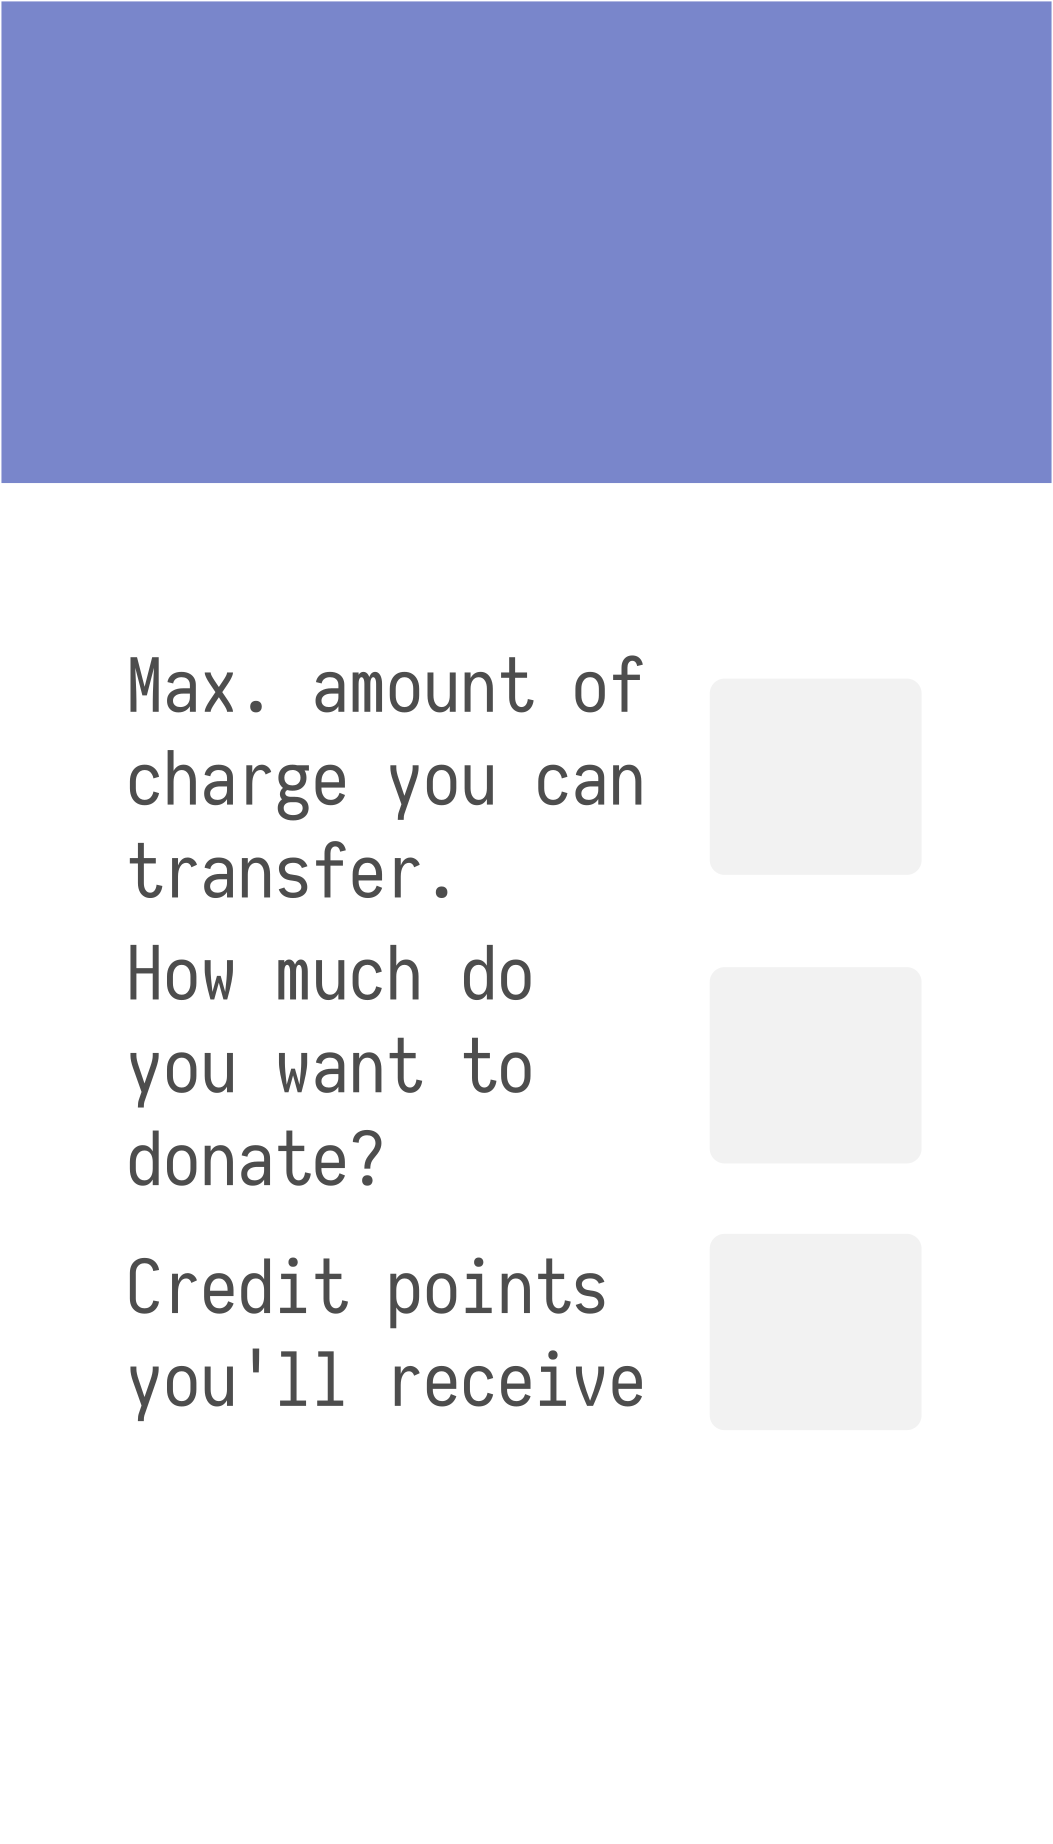 Max. amount of
charge you can
transfer.
How much do
you want to
donate?
Credit points
you'll receive